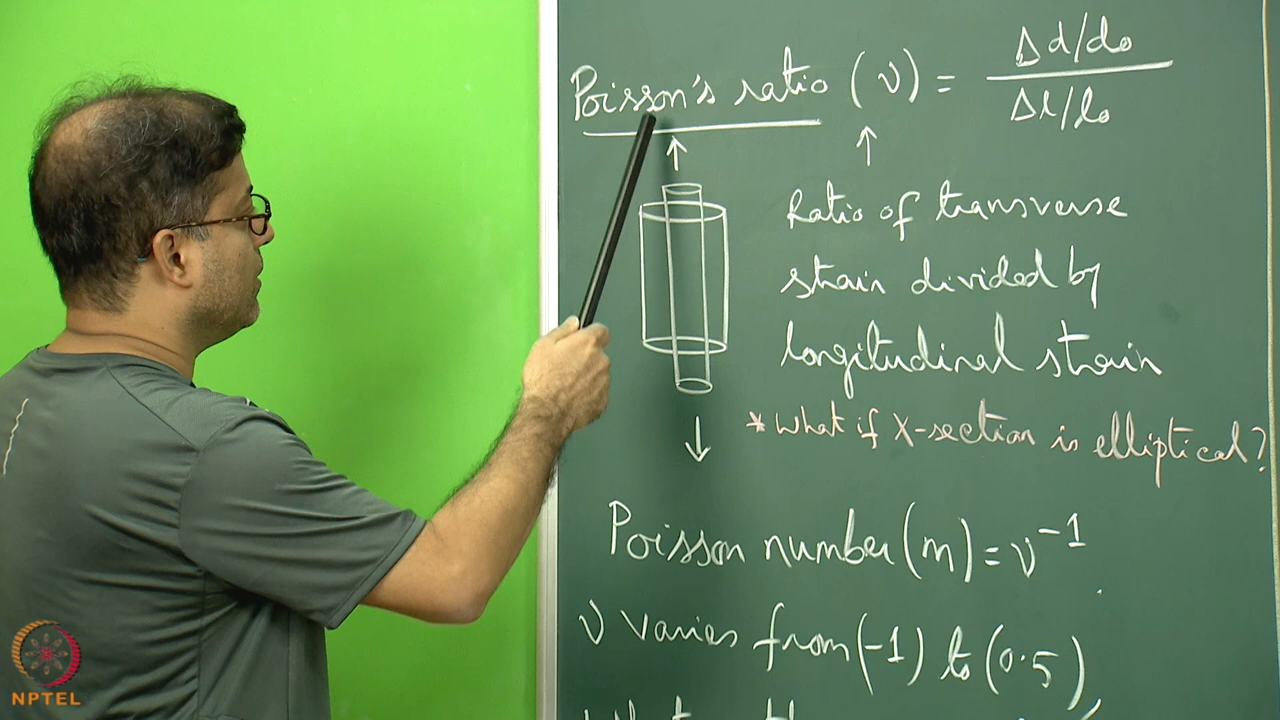 Poisson's ratio (ν) = Δd/d₀
Δl/l₀
Ratio of transverse
strain divided by
longitudinal strain
* What if X-section is elliptical?
Poisson number (m) = ν⁻¹
ν varies from (-1) to (0.5)
NPTEL